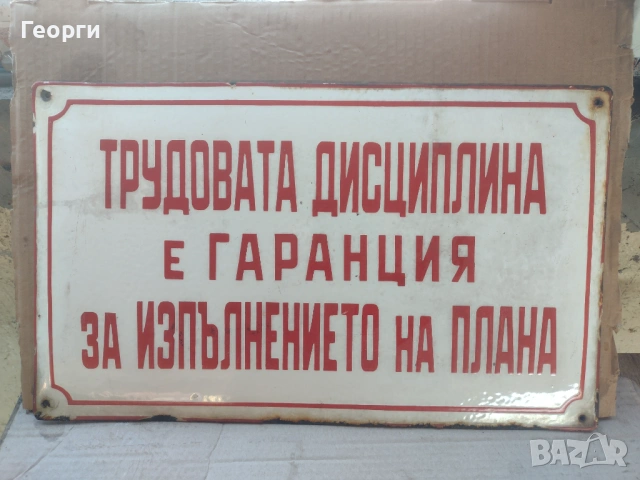 Георги
ТРУДОВАТА ДИСЦИПЛИНА
Е ГАРАНЦИЯ
ЗА ИЗПЪЛНЕНИЕТО НА ПЛАНА
BAZAR